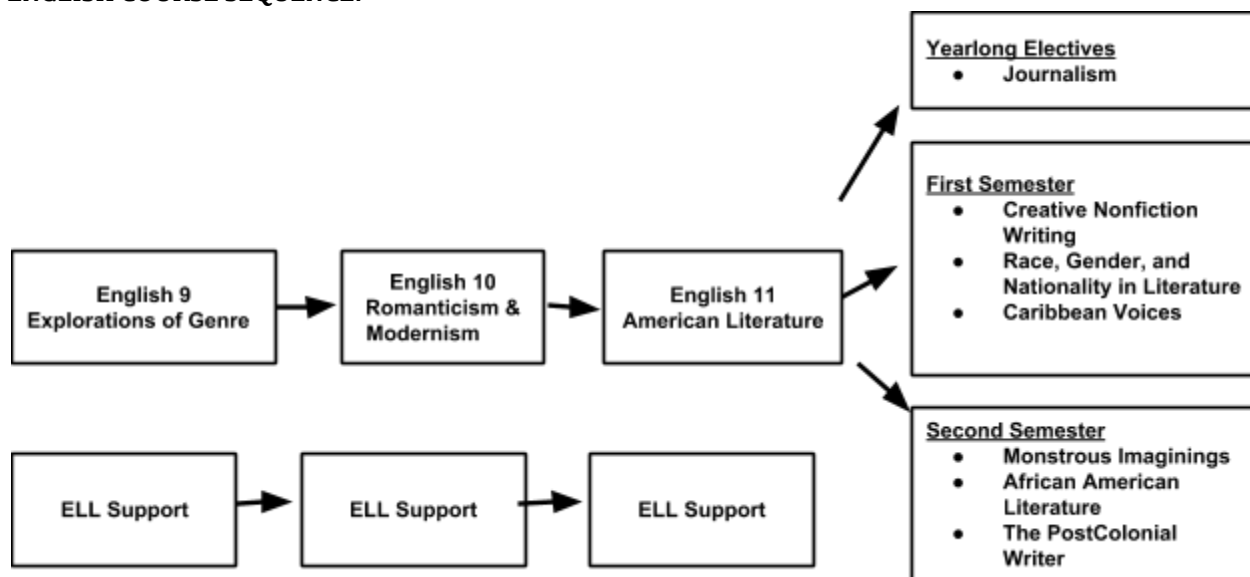 ENGLISH COURSE SEQUENCE:
Yearlong Electives
● Journalism
First Semester
● Creative Nonfiction
Writing
● Race, Gender, and
Nationality in Literature
● Caribbean Voices
English 9
Explorations of Genre
English 10
Romanticism &
Modernism
English 11
American Literature
Second Semester
● Monstrous Imaginings
● African American
Literature
● The PostColonial
Writer
ELL Support
ELL Support
ELL Support